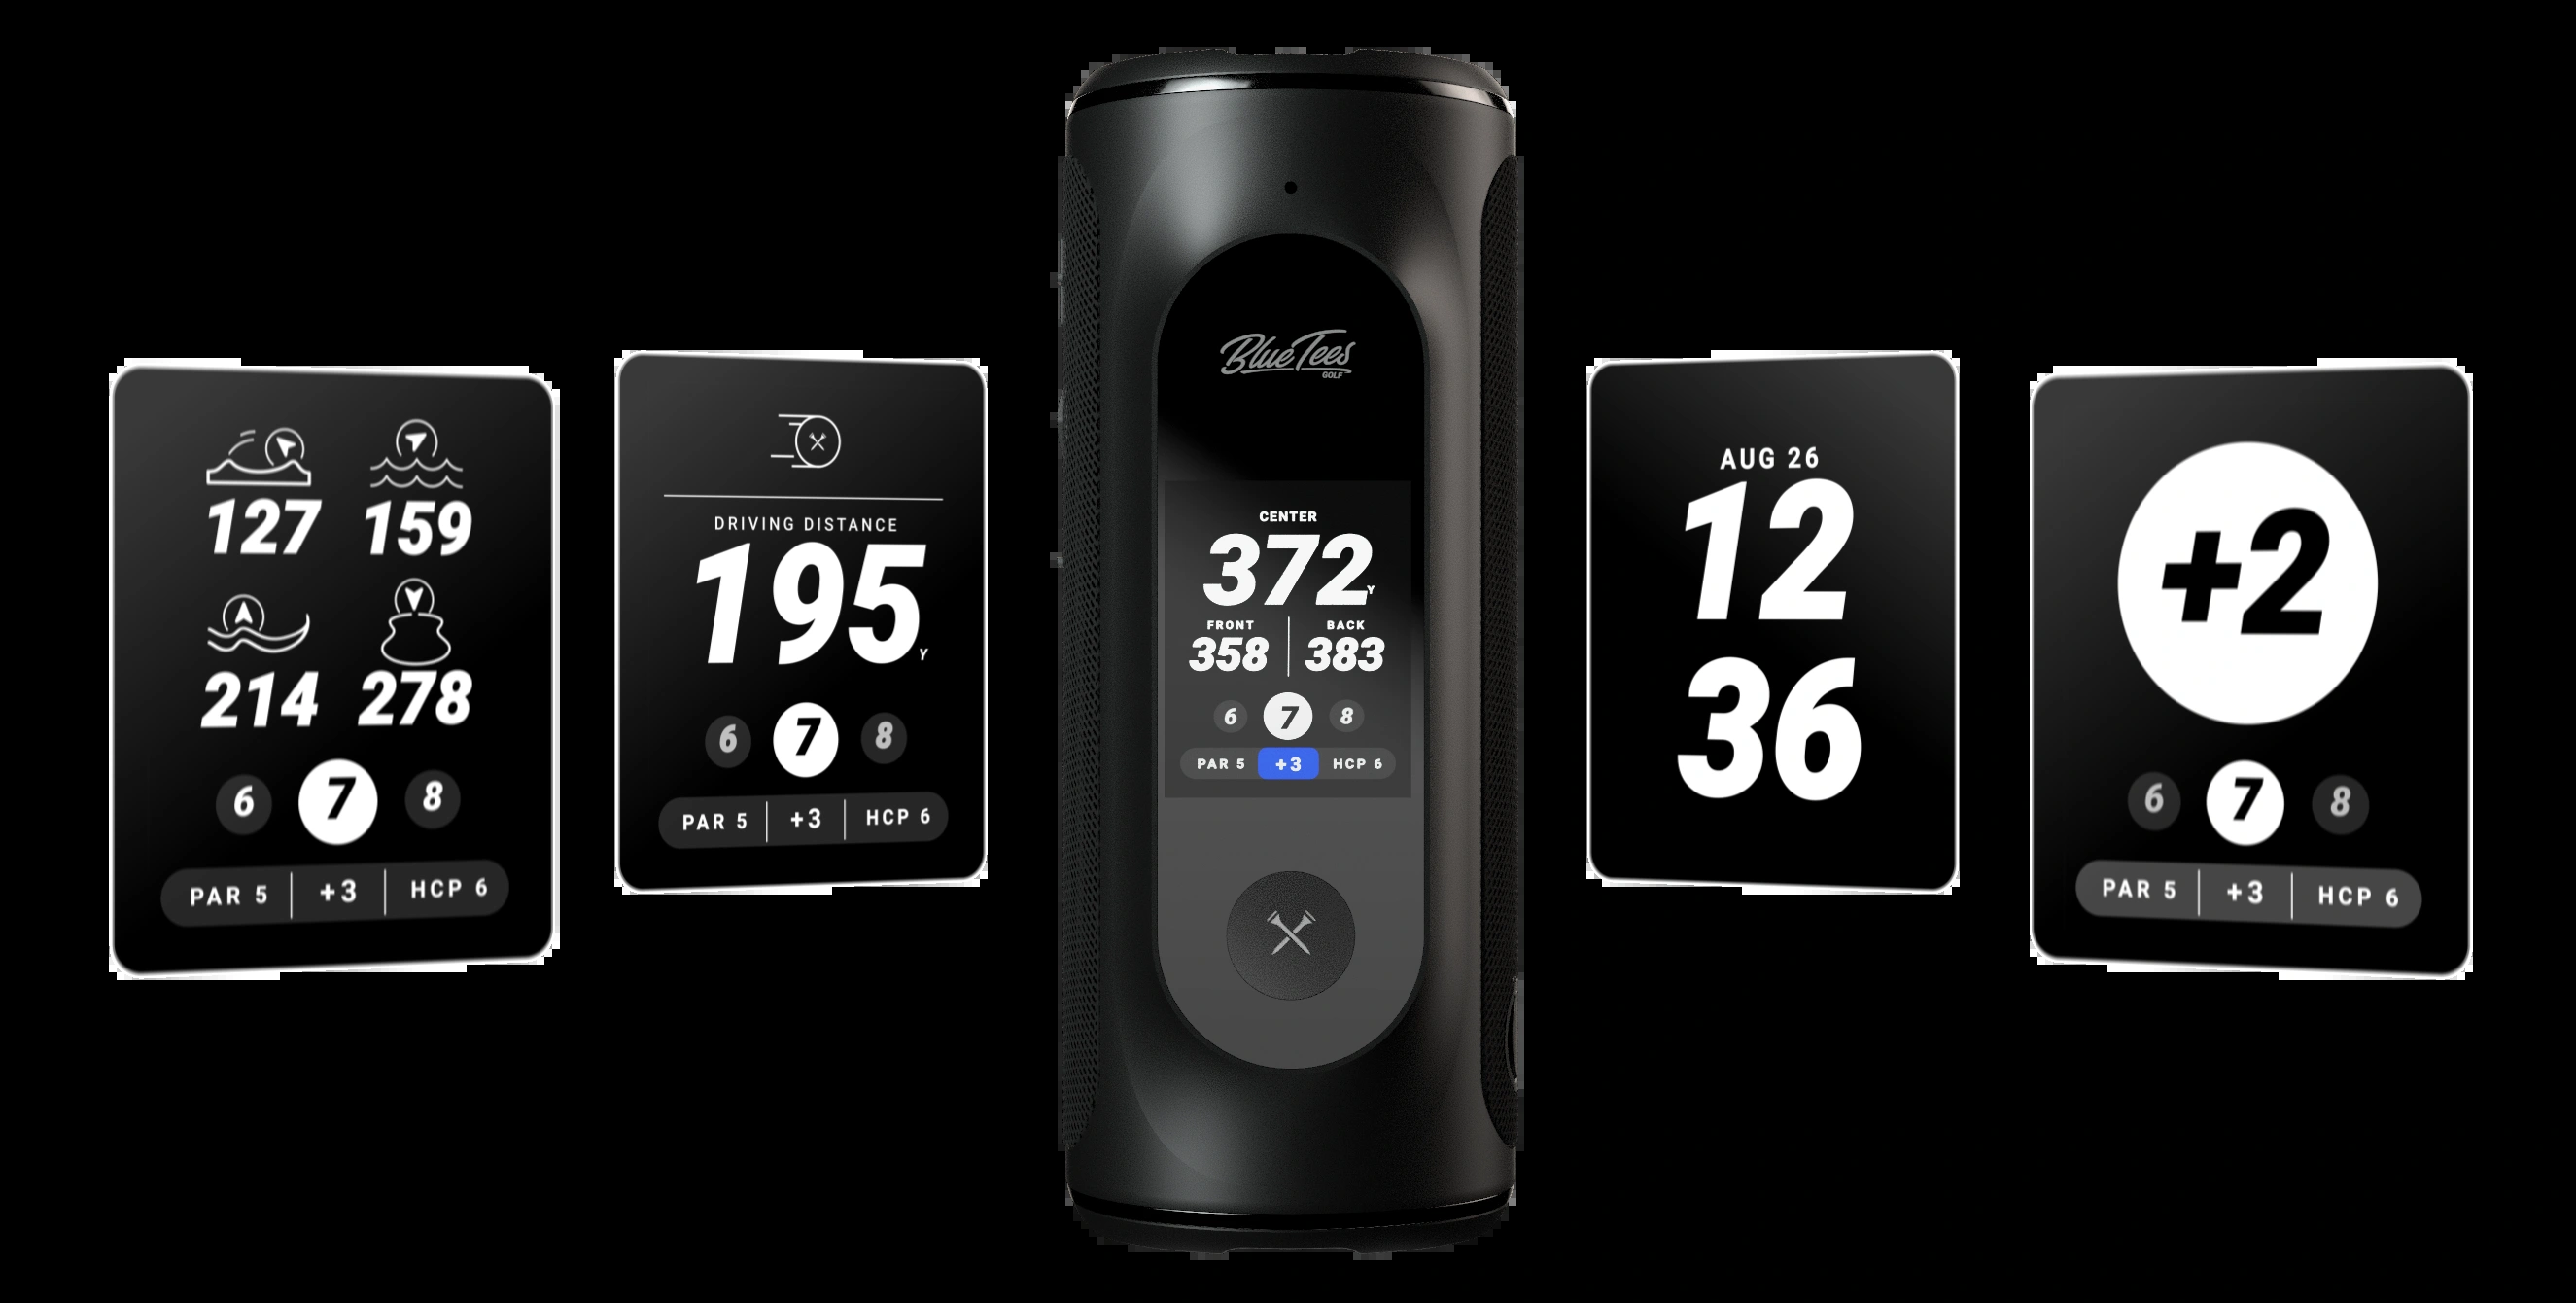 127 159
214 278
6 7 8
PAR 5 +3 HCP 6
DRIVING DISTANCE
195Y
6 7 8
PAR 5 +3 HCP 6
Blue Tees
GOLF
CENTER
372Y
FRONT BACK
358 383
6 7 8
PAR 5 +3 HCP 6
AUG 26
12
36
+2
6 7 8
PAR 5 +3 HCP 6